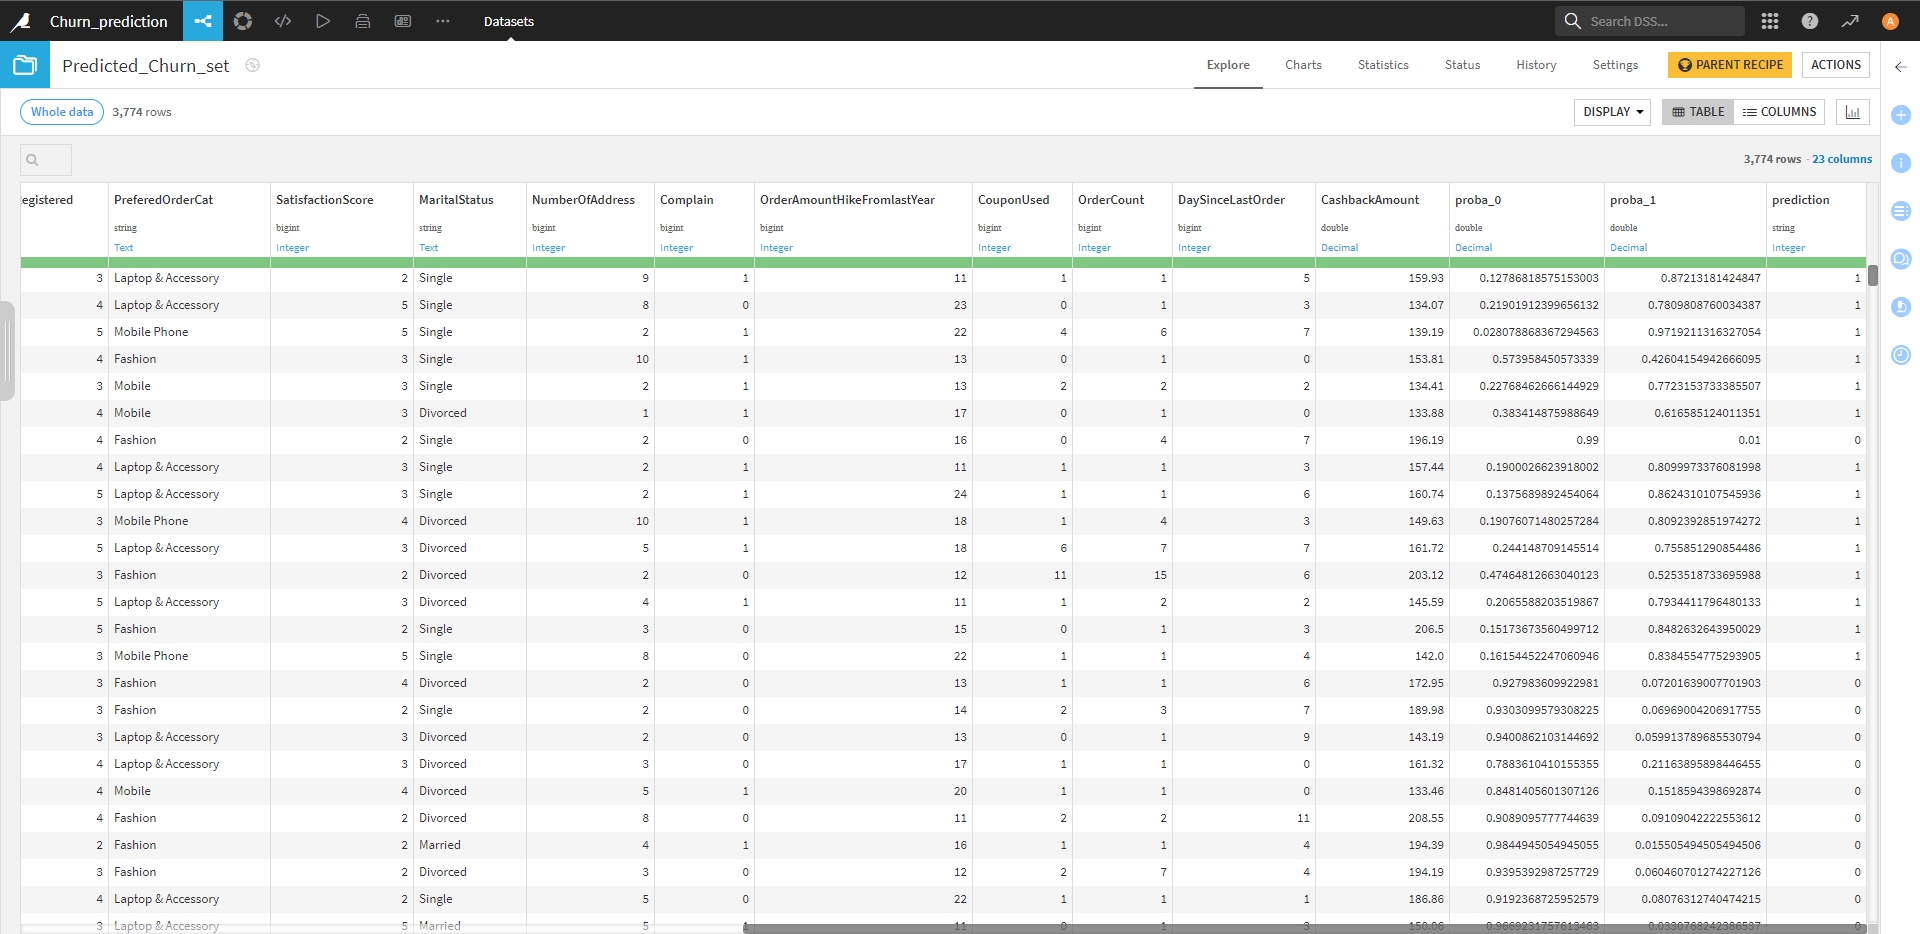 Churn_prediction Datasets Search DSS... ? A
Predicted_Churn_set Explore Charts Statistics Status History Settings PARENT RECIPE ACTIONS
Whole data 3,774 rows DISPLAY TABLE COLUMNS
3,774 rows 23 columns
egistered PreferedOrderCat SatisfactionScore MaritalStatus NumberOfAddress Complain OrderAmountHikeFromlastYear CouponUsed OrderCount DaySinceLastOrder CashbackAmount proba_0 proba_1 prediction
string bigint string bigint bigint bigint bigint bigint bigint double double double string
Text Integer Text Integer Integer Integer Integer Integer Integer Decimal Decimal Decimal Integer
3 Laptop & Accessory 2 Single 9 1 11 1 1 5 159.93 0.12786818575153003 0.87213181424847 1
4 Laptop & Accessory 5 Single 8 0 23 0 1 3 134.07 0.21901912399656132 0.7809808760034387 1
5 Mobile Phone 5 Single 2 1 22 4 6 7 139.19 0.028078868367294563 0.9719211316327054 1
4 Fashion 3 Single 10 1 13 0 1 0 153.81 0.573958450573339 0.42604154942666095 1
3 Mobile 3 Single 2 1 13 2 2 2 134.41 0.22768462666144929 0.7723153733385507 1
4 Mobile 3 Divorced 1 1 17 0 1 0 133.88 0.383414875988649 0.616585124011351 1
4 Fashion 2 Single 2 0 16 0 4 7 196.19 0.99 0.01 0
4 Laptop & Accessory 3 Single 2 1 11 1 1 3 157.44 0.1900026623918002 0.8099973376081998 1
5 Laptop & Accessory 3 Single 2 1 24 1 1 6 160.74 0.1375689892454064 0.8624310107545936 1
3 Mobile Phone 4 Divorced 10 1 18 1 4 3 149.63 0.19076071480257284 0.8092392851974272 1
5 Laptop & Accessory 3 Divorced 5 1 18 6 7 7 161.72 0.244148709145514 0.755851290854486 1
3 Fashion 2 Divorced 2 0 12 11 15 6 203.12 0.47464812663040123 0.5253518733695988 1
5 Laptop & Accessory 3 Divorced 4 1 11 1 2 2 145.59 0.2065588203519867 0.7934411796480133 1
5 Fashion 2 Single 3 0 15 0 1 3 206.5 0.15173673560499712 0.8482632643950029 1
3 Mobile Phone 5 Single 8 0 22 1 1 4 142.0 0.16154452247060946 0.8384554775293905 1
3 Fashion 4 Divorced 2 0 13 1 1 6 172.95 0.927983609922981 0.07201639007701903 0
3 Fashion 2 Single 2 0 14 2 3 7 189.98 0.9303099579308225 0.06969004206917755 0
3 Laptop & Accessory 3 Divorced 2 0 13 0 1 9 143.19 0.9400862103144692 0.059913789685530794 0
4 Laptop & Accessory 3 Divorced 3 0 17 1 1 0 161.32 0.7883610410155355 0.21163895898446455 0
4 Mobile 4 Divorced 5 1 20 1 1 0 133.46 0.8481405601307126 0.1518594398692874 0
4 Fashion 2 Divorced 8 0 11 2 2 11 208.55 0.9089095777744639 0.09109042222553612 0
2 Fashion 2 Married 4 1 16 1 1 4 194.39 0.9844945054945055 0.015505494505494506 0
3 Fashion 2 Divorced 3 0 12 2 7 4 194.19 0.9395392987257729 0.060460701274227126 0
4 Laptop & Accessory 2 Single 5 0 22 1 1 1 186.86 0.9192368725952579 0.08076312740474215 0
3 Laptop & Accessory 5 Married 5 1 11 0 1 3 150.06 0.9669231757613463 0.0330768242386537 0